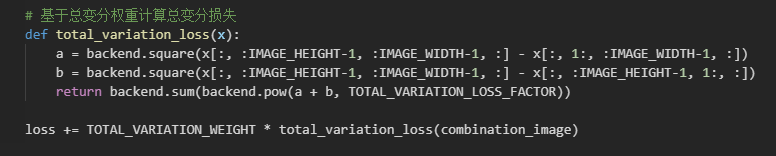 # 基于总变分权重计算总变分损失
def total_variation_loss(x):
    a = backend.square(x[:, :IMAGE_HEIGHT-1, :IMAGE_WIDTH-1, :] - x[:, 1:, :IMAGE_WIDTH-1, :])
    b = backend.square(x[:, :IMAGE_HEIGHT-1, :IMAGE_WIDTH-1, :] - x[:, :IMAGE_HEIGHT-1, 1:, :])
    return backend.sum(backend.pow(a + b, TOTAL_VARIATION_LOSS_FACTOR))
loss += TOTAL_VARIATION_WEIGHT * total_variation_loss(combination_image)